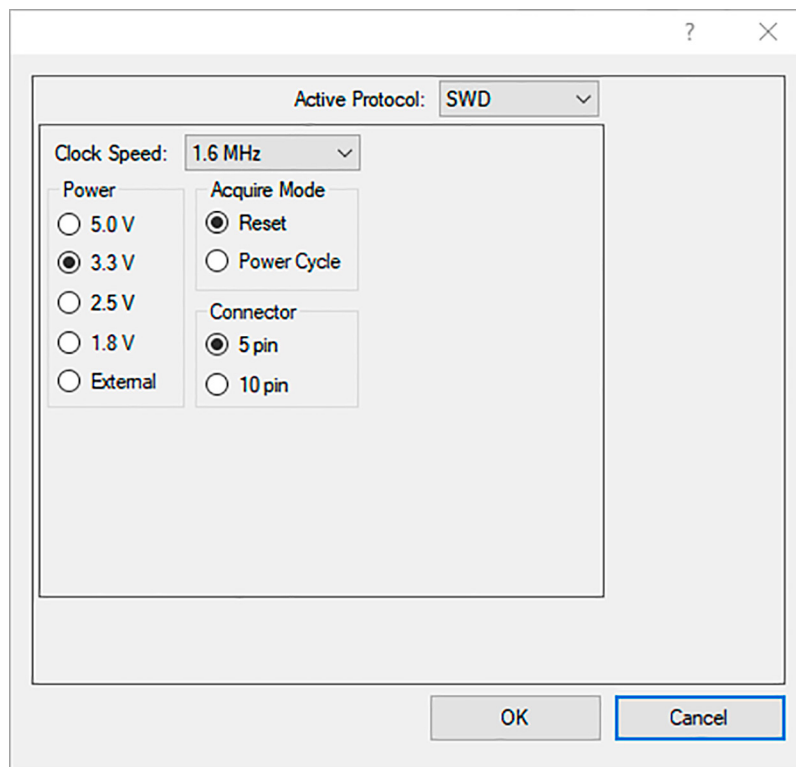 ?
Active Protocol: SWD
Clock Speed: 1.6 MHz
Power
5.0 V
3.3 V
2.5 V
1.8 V
External
Acquire Mode
Reset
Power Cycle
Connector
5 pin
10 pin
OK
Cancel